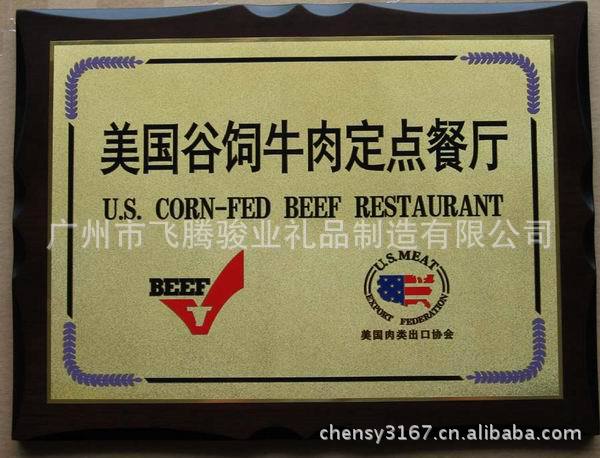 美国谷饲牛肉定点餐厅
U.S. CORN-FED BEEF RESTAURANT
广州市飞腾骏业礼品制造有限公司
BEEF
U.S. MEAT
EXPORT FEDERATION
美国肉类出口协会
chensy3167.cn.alibaba.com